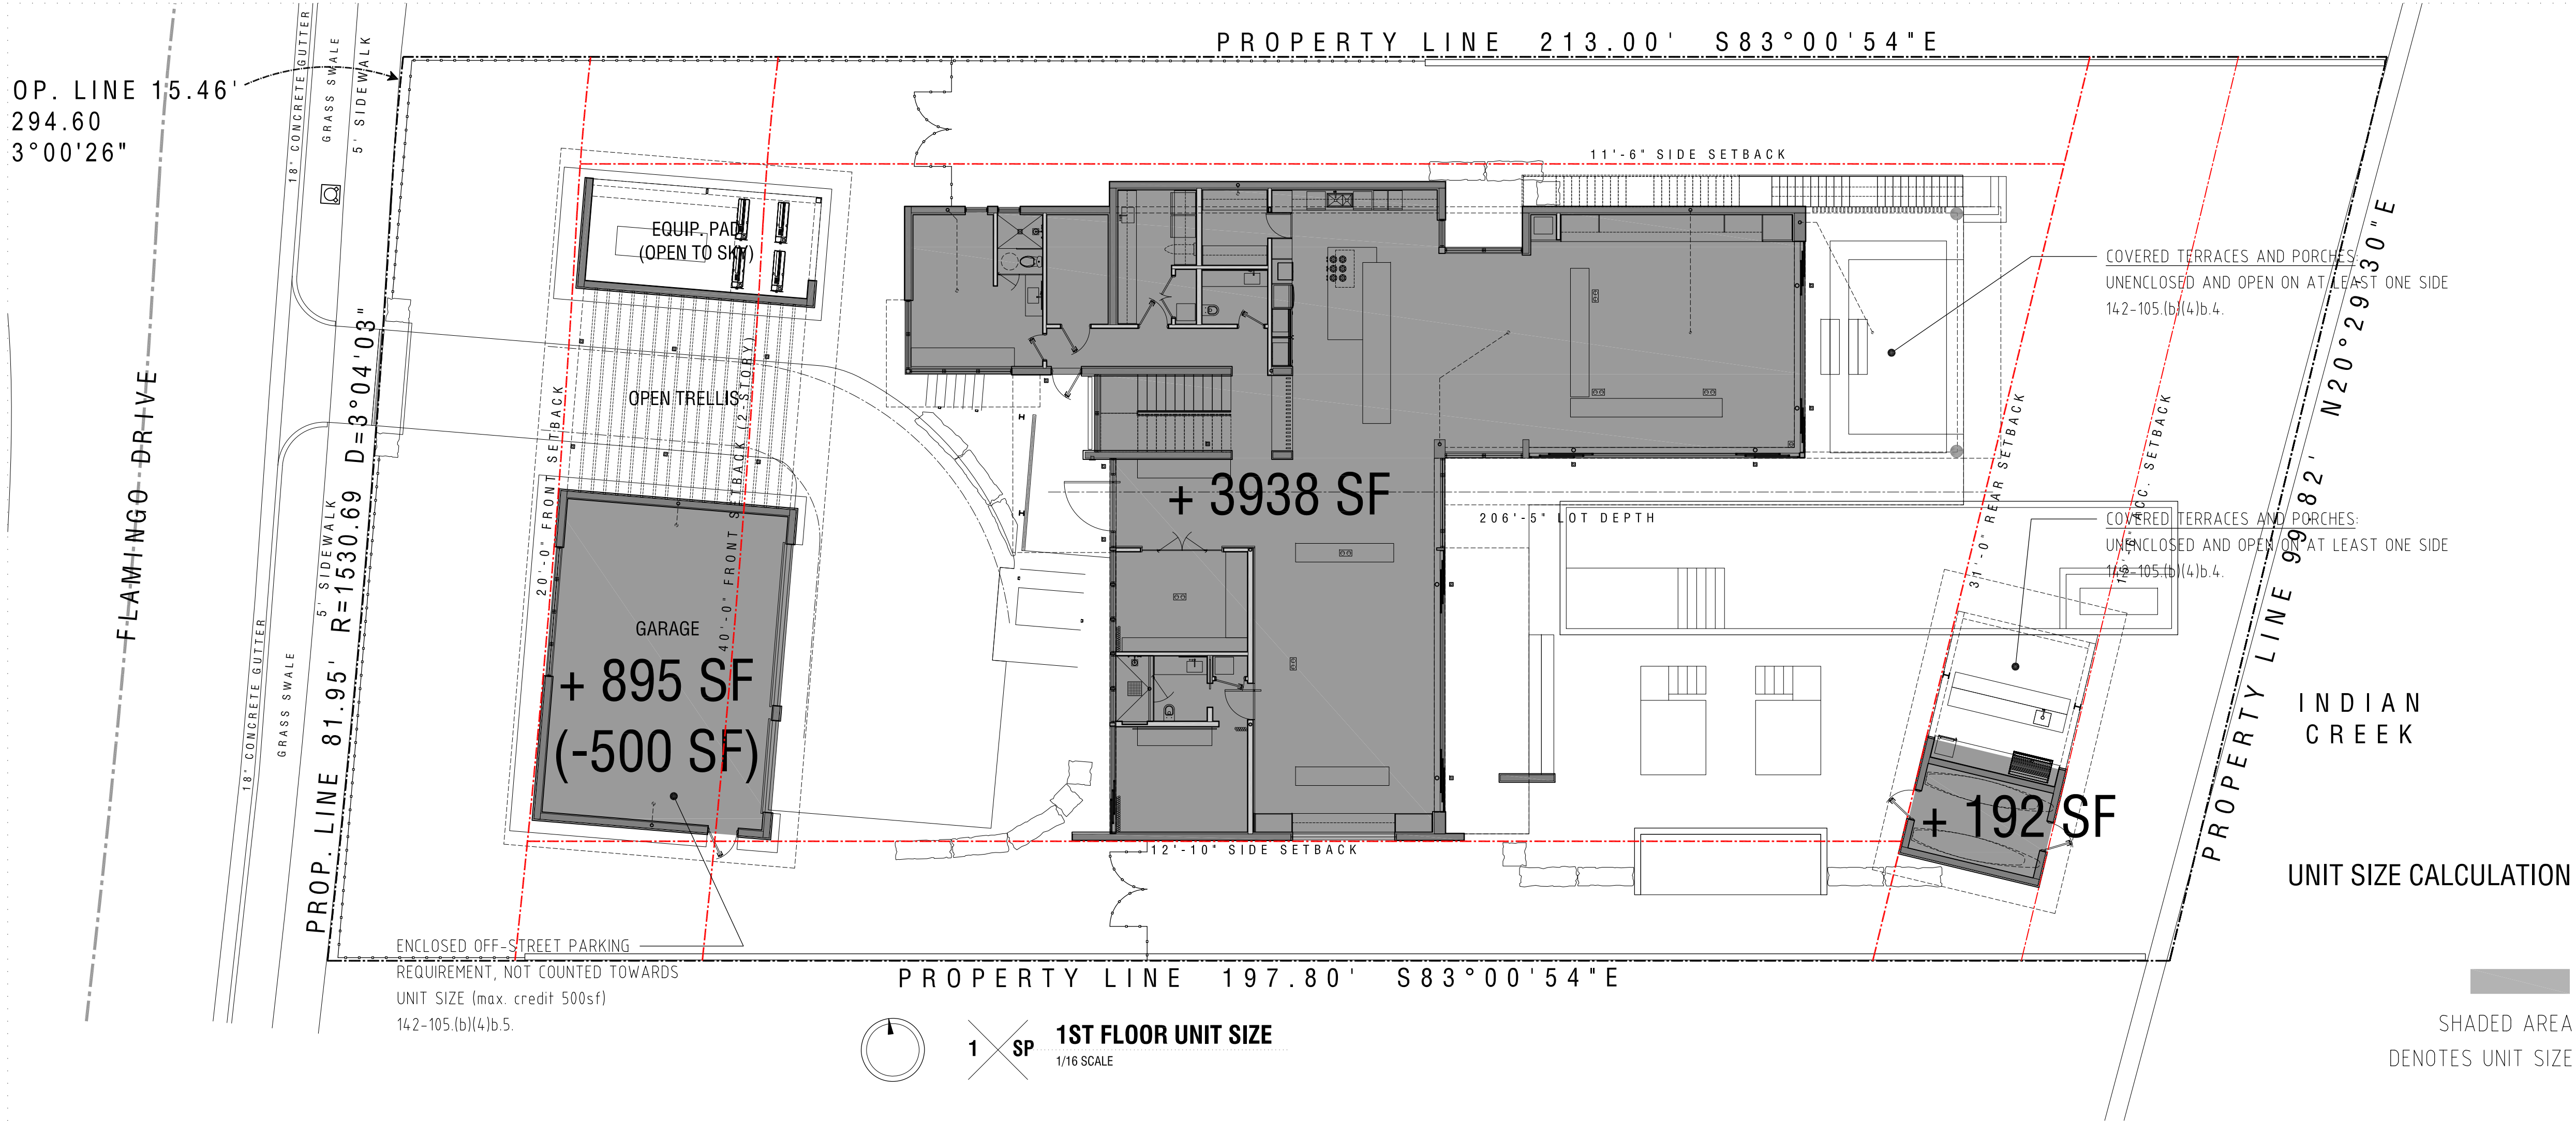 PROPERTY LINE 213.00' S83°00'54"E
OP. LINE 15.46'
294.60
3°00'26"
18" CONCRETE GUTTER
GRASS SWALE
5' SIDEWALK
11'-6" SIDE SETBACK
EQUIP. PAD
(OPEN TO SKY)
COVERED TERRACES AND PORCHES:
UNENCLOSED AND OPEN ON AT LEAST ONE SIDE
142-105.(b)(4)b.4.
OPEN TRELLIS
20'-0" FRONT SETBACK
40'-0" FRONT SETBACK (2-STORY)
FLAMINGO DRIVE
PROP. LINE 81.95' R=1530.69 D=3°04'03"
5' SIDEWALK
18" CONCRETE GUTTER
GRASS SWALE
+ 3938 SF
206'-5" LOT DEPTH
31'-0" REAR SETBACK
15'-6" ACC. SETBACK
PROPERTY LINE 99.82' N20°29'30"E
COVERED TERRACES AND PORCHES:
UNENCLOSED AND OPEN ON AT LEAST ONE SIDE
142-105.(b)(4)b.4.
GARAGE
+ 895 SF
(-500 SF)
INDIAN
CREEK
+ 192 SF
12'-10" SIDE SETBACK
UNIT SIZE CALCULATION
ENCLOSED OFF-STREET PARKING
REQUIREMENT, NOT COUNTED TOWARDS
UNIT SIZE (max. credit 500sf)
142-105.(b)(4)b.5.
PROPERTY LINE 197.80' S83°00'54"E
1 SP 1ST FLOOR UNIT SIZE
1/16 SCALE
SHADED AREA
DENOTES UNIT SIZE